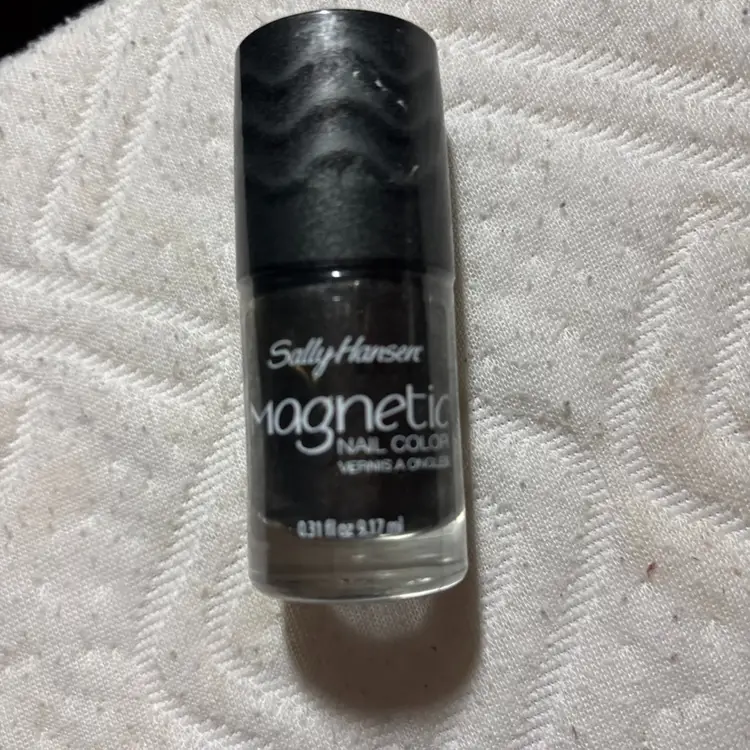 Sally Hansen
Magnetic
NAIL COLOR
VERNIS A ONGLES
0.31 fl oz 9.17 ml